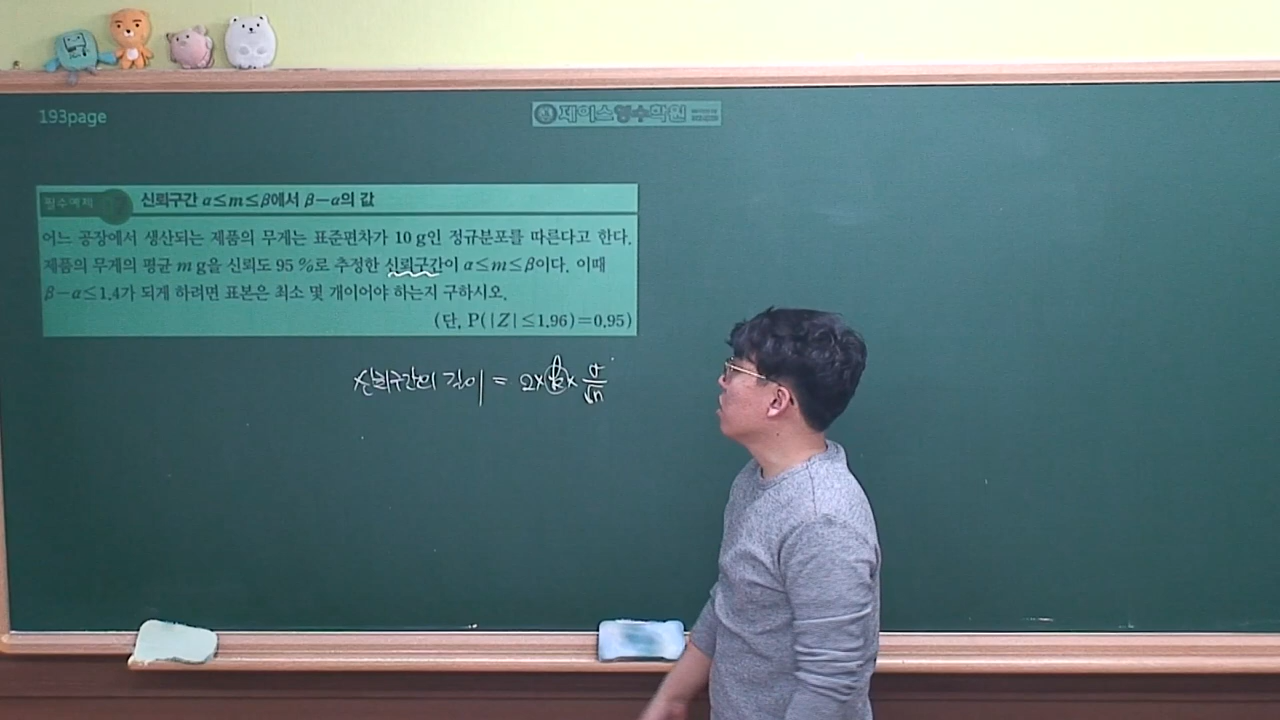 193page
제이스영수학원
필수예제 07 신뢰구간 α≤m≤β에서 β−α의 값
어느 공장에서 생산되는 제품의 무게는 표준편차가 10 g인 정규분포를 따른다고 한다.
제품의 무게의 평균 m g을 신뢰도 95 %로 추정한 신뢰구간이 α≤m≤β이다. 이때
β−α≤1.4가 되게 하려면 표본은 최소 몇 개이어야 하는지 구하시오.
(단, P(|Z|≤1.96)=0.95)
신뢰구간의 길이 = 2×k×σ/√n